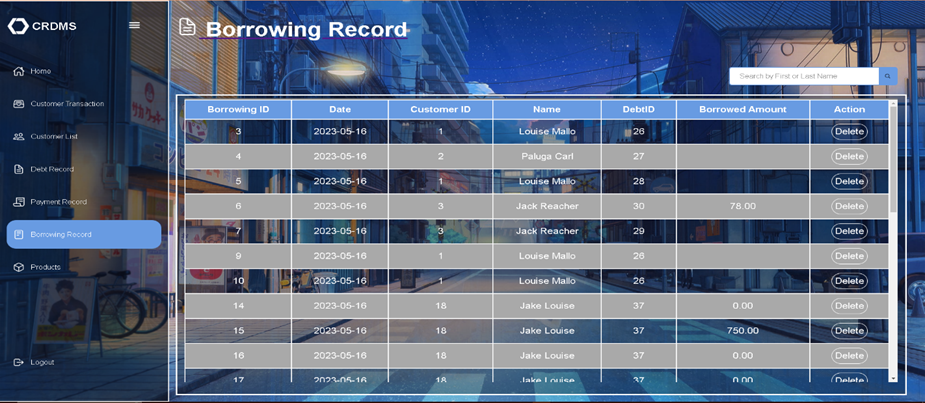 CRDMS
Home
Customer Transaction
Customer List
Debt Record
Payment Record
Borrowing Record
Products
Logout
Borrowing Record
Search by First or Last Name
Borrowing ID Date Customer ID Name DebtID Borrowed Amount Action
3 2023-05-16 1 Louise Mallo 26 Delete
4 2023-05-16 2 Paluga Carl 27 Delete
5 2023-05-16 1 Louise Mallo 28 Delete
6 2023-05-16 3 Jack Reacher 30 78.00 Delete
7 2023-05-16 3 Jack Reacher 29 Delete
9 2023-05-16 1 Louise Mallo 26 Delete
10 2023-05-16 1 Louise Mallo 26 Delete
14 2023-05-16 18 Jake Louise 37 0.00 Delete
15 2023-05-16 18 Jake Louise 37 750.00 Delete
16 2023-05-16 18 Jake Louise 37 0.00 Delete
17 2023-05-16 18 Jake Louise 37 0.00 Delete